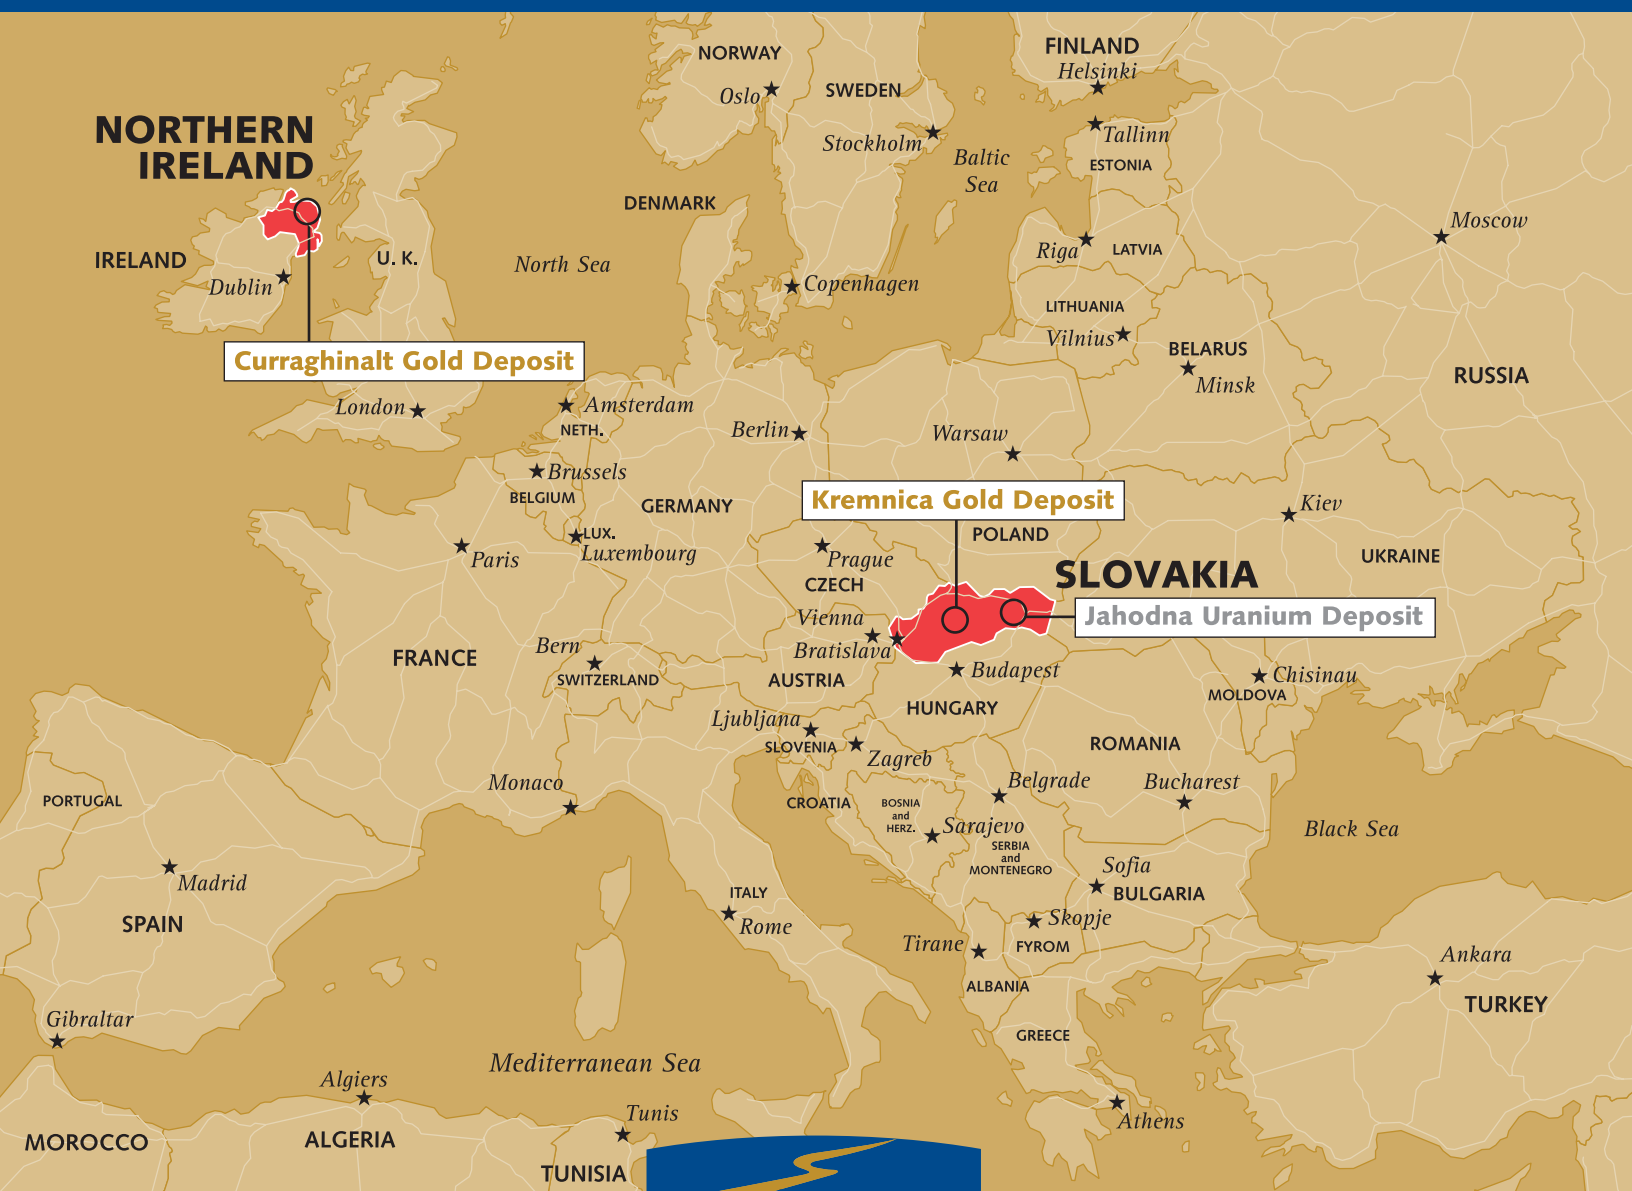 NORWAY
Oslo
SWEDEN
Stockholm
FINLAND
Helsinki
Tallinn
ESTONIA
Baltic
Sea
NORTHERN
IRELAND
DENMARK
Moscow
IRELAND
Dublin
U. K.
North Sea
Copenhagen
Riga
LATVIA
LITHUANIA
Vilnius
BELARUS
Minsk
RUSSIA
Curraghinalt Gold Deposit
London
Amsterdam
NETH.
Berlin
Warsaw
Brussels
BELGIUM
GERMANY
Kremnica Gold Deposit
POLAND
Kiev
UKRAINE
LUX.
Luxembourg
Paris
Prague
CZECH
SLOVAKIA
Jahodna Uranium Deposit
Vienna
Bratislava
Bern
SWITZERLAND
FRANCE
AUSTRIA
Budapest
HUNGARY
Chisinau
MOLDOVA
Ljubljana
SLOVENIA
Zagreb
ROMANIA
Monaco
CROATIA
BOSNIA
and
HERZ.
Sarajevo
Belgrade
Bucharest
SERBIA
and
MONTENEGRO
Black Sea
PORTUGAL
Madrid
SPAIN
ITALY
Rome
Sofia
BULGARIA
Skopje
FYROM
Tirane
ALBANIA
GREECE
Ankara
TURKEY
Gibraltar
Mediterranean Sea
Algiers
ALGERIA
Tunis
TUNISIA
MOROCCO
Athens